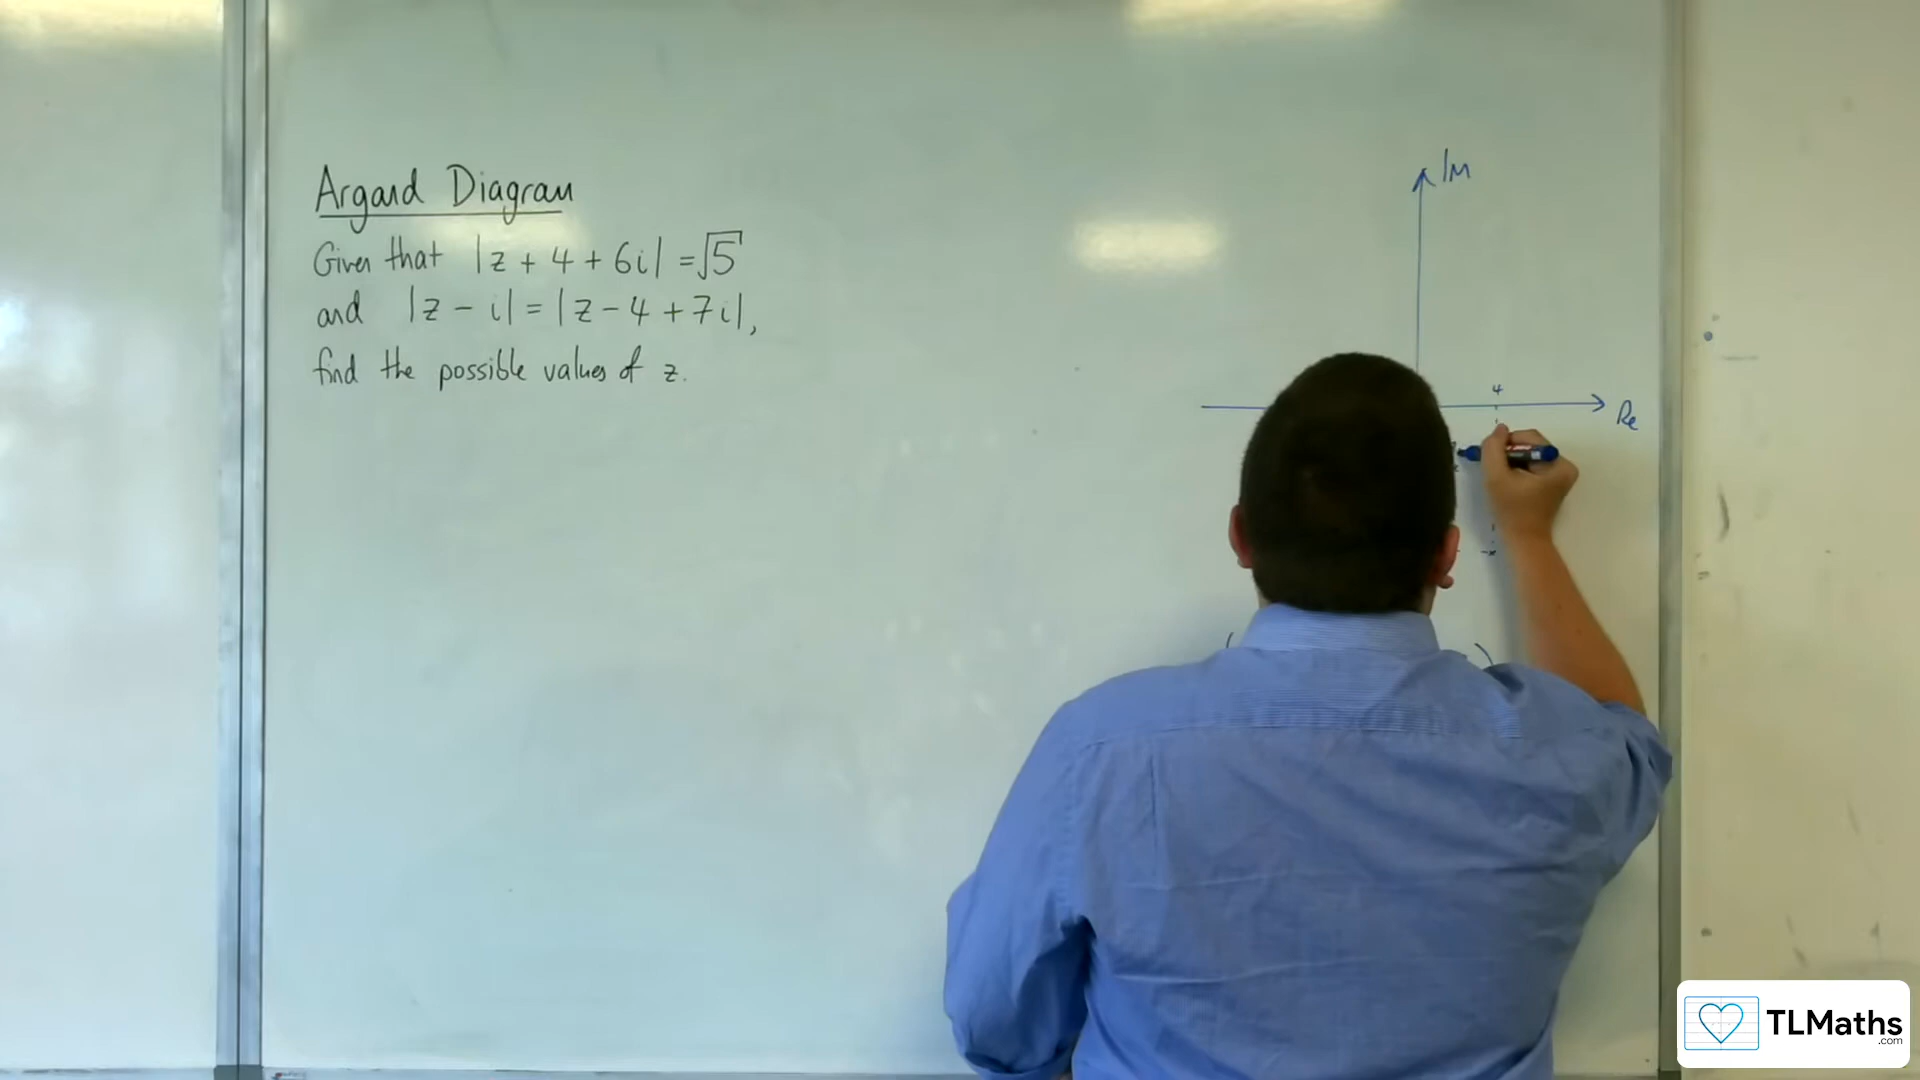 Argand Diagram
Given that |z + 4 + 6i| = √5
and |z - i| = |z - 4 + 7i|,
find the possible values of z.
Im
4
Re
TLMaths
.com